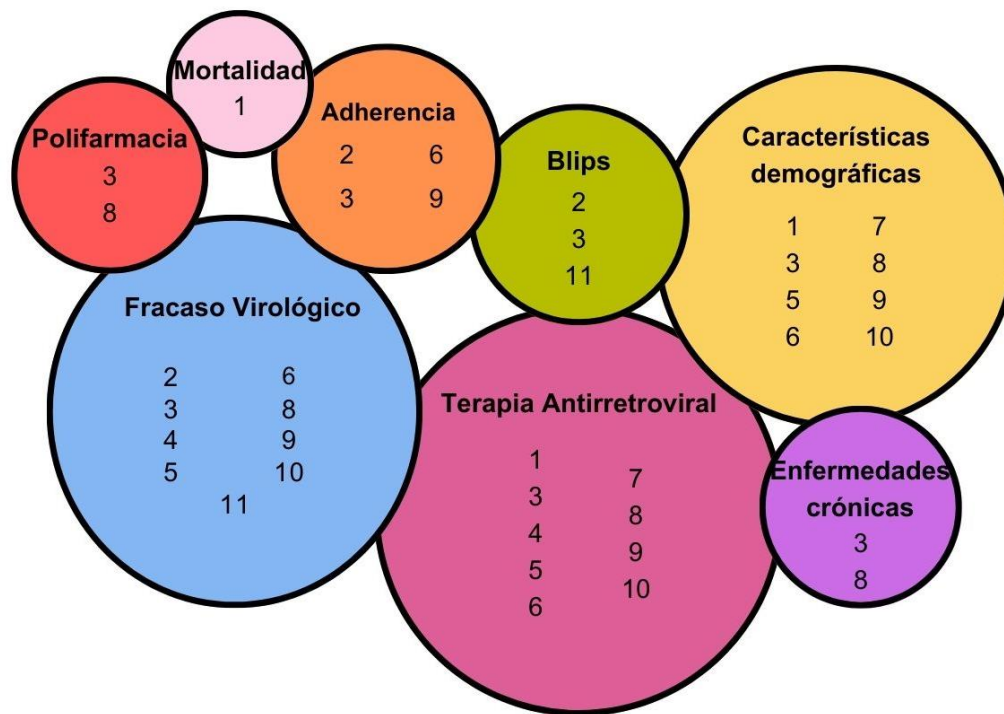 Mortalidad
1
Polifarmacia
3
8
Adherencia
2 6
3 9
Blips
2
3
11
Característísticas
demográficas
1 7
3 8
5 9
6 10
Fracaso Virológico
2 6
3 8
4 9
5 10
11
Terapia Antirretroviral
1
3
4
5
6
7
8
9
10
Enfermedades
crónicas
3
8